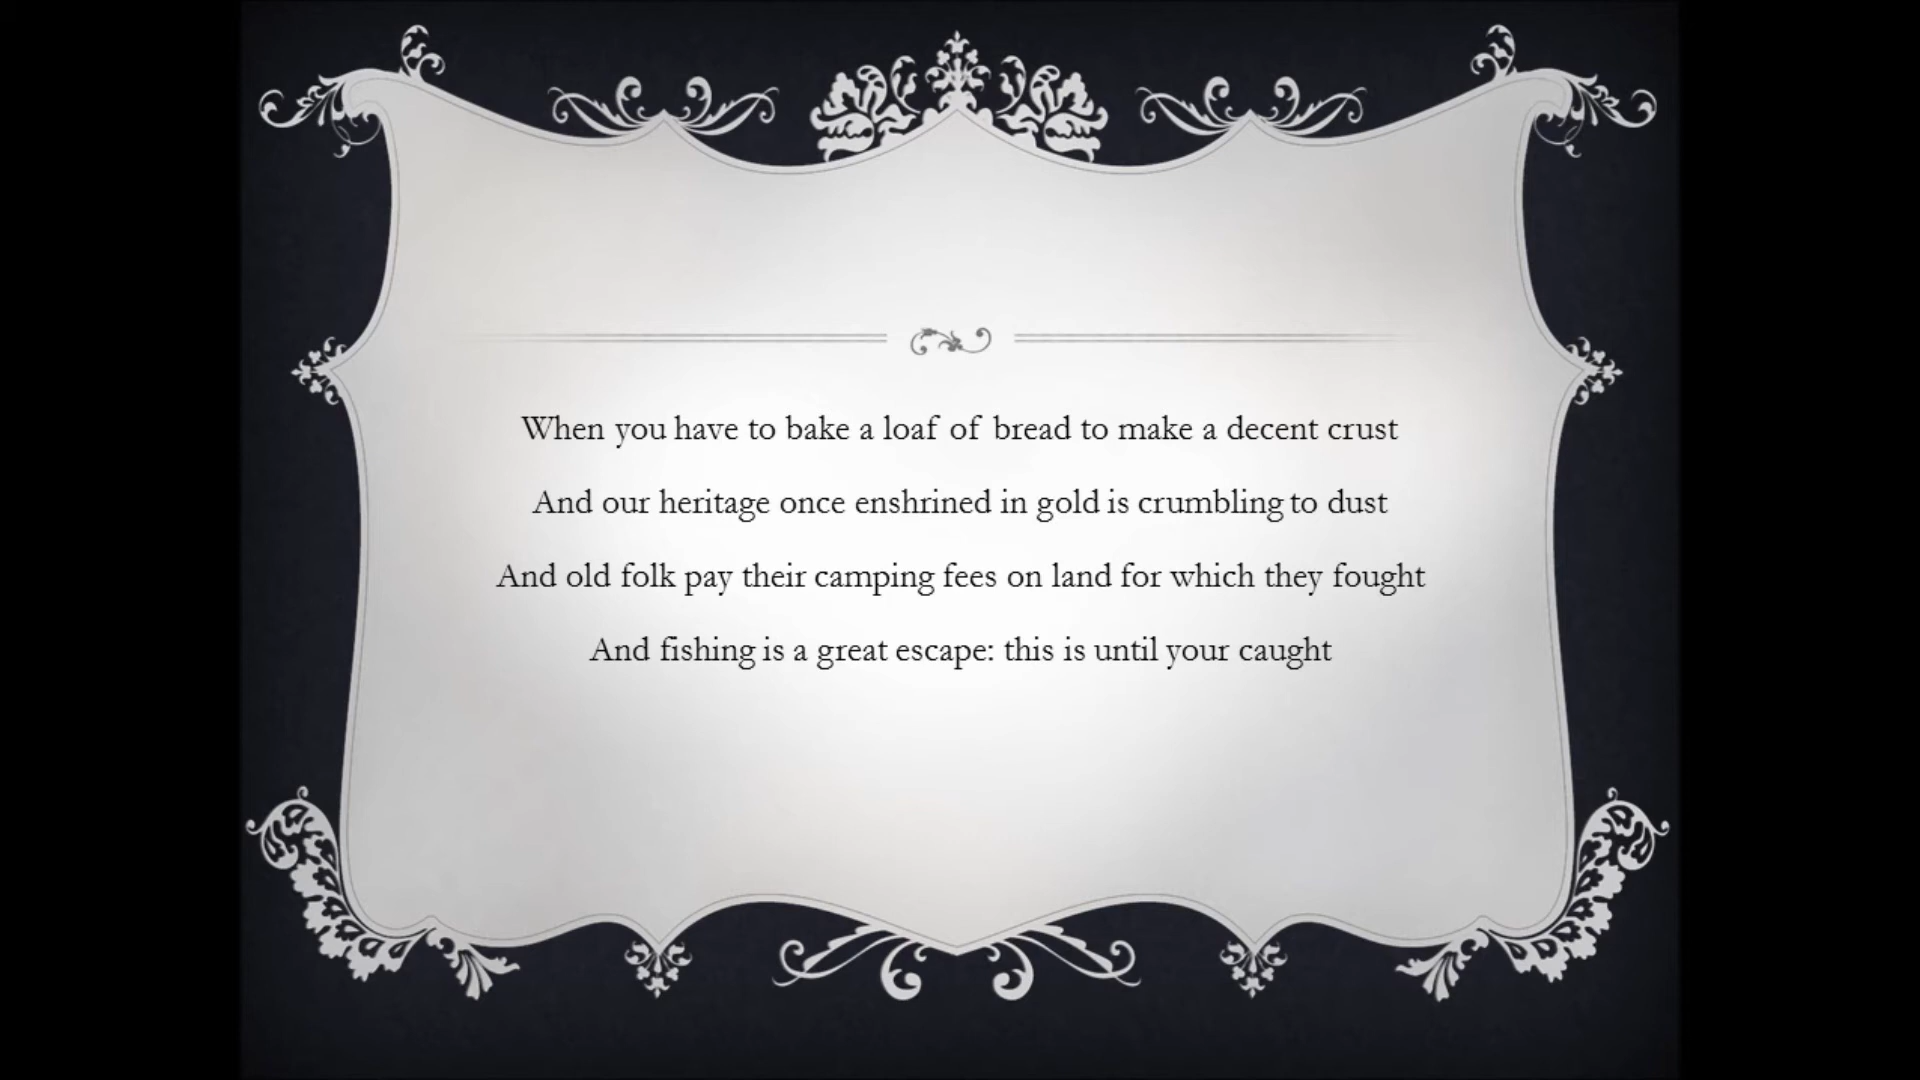 When you have to bake a loaf of bread to make a decent crust
And our heritage once enshrined in gold is crumbling to dust
And old folk pay their camping fees on land for which they fought
And fishing is a great escape: this is until your caught